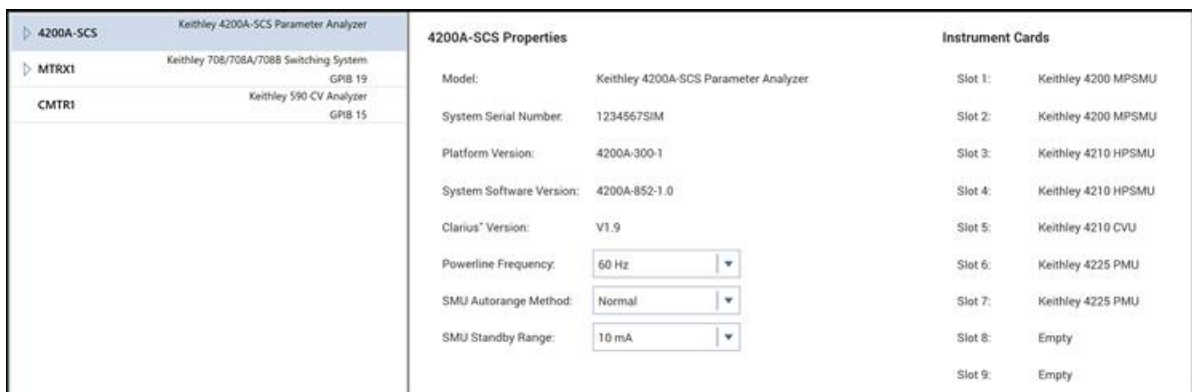 4200A-SCS Keithley 4200A-SCS Parameter Analyzer
MTRX1 Keithley 708/708A/708B Switching System
GPIB 19
CMTR1 Keithley 590 CV Analyzer
GPIB 15
4200A-SCS Properties
Model: Keithley 4200A-SCS Parameter Analyzer
System Serial Number: 1234567SIM
Platform Version: 4200A-300-1
System Software Version: 4200A-852-1.0
Clarius™ Version: V1.9
Powerline Frequency: 60 Hz
SMU Autorange Method: Normal
SMU Standby Range: 10 mA
Instrument Cards
Slot 1: Keithley 4200 MPSMU
Slot 2: Keithley 4200 MPSMU
Slot 3: Keithley 4210 HPSMU
Slot 4: Keithley 4210 HPSMU
Slot 5: Keithley 4210 CVU
Slot 6: Keithley 4225 PMU
Slot 7: Keithley 4225 PMU
Slot 8: Empty
Slot 9: Empty